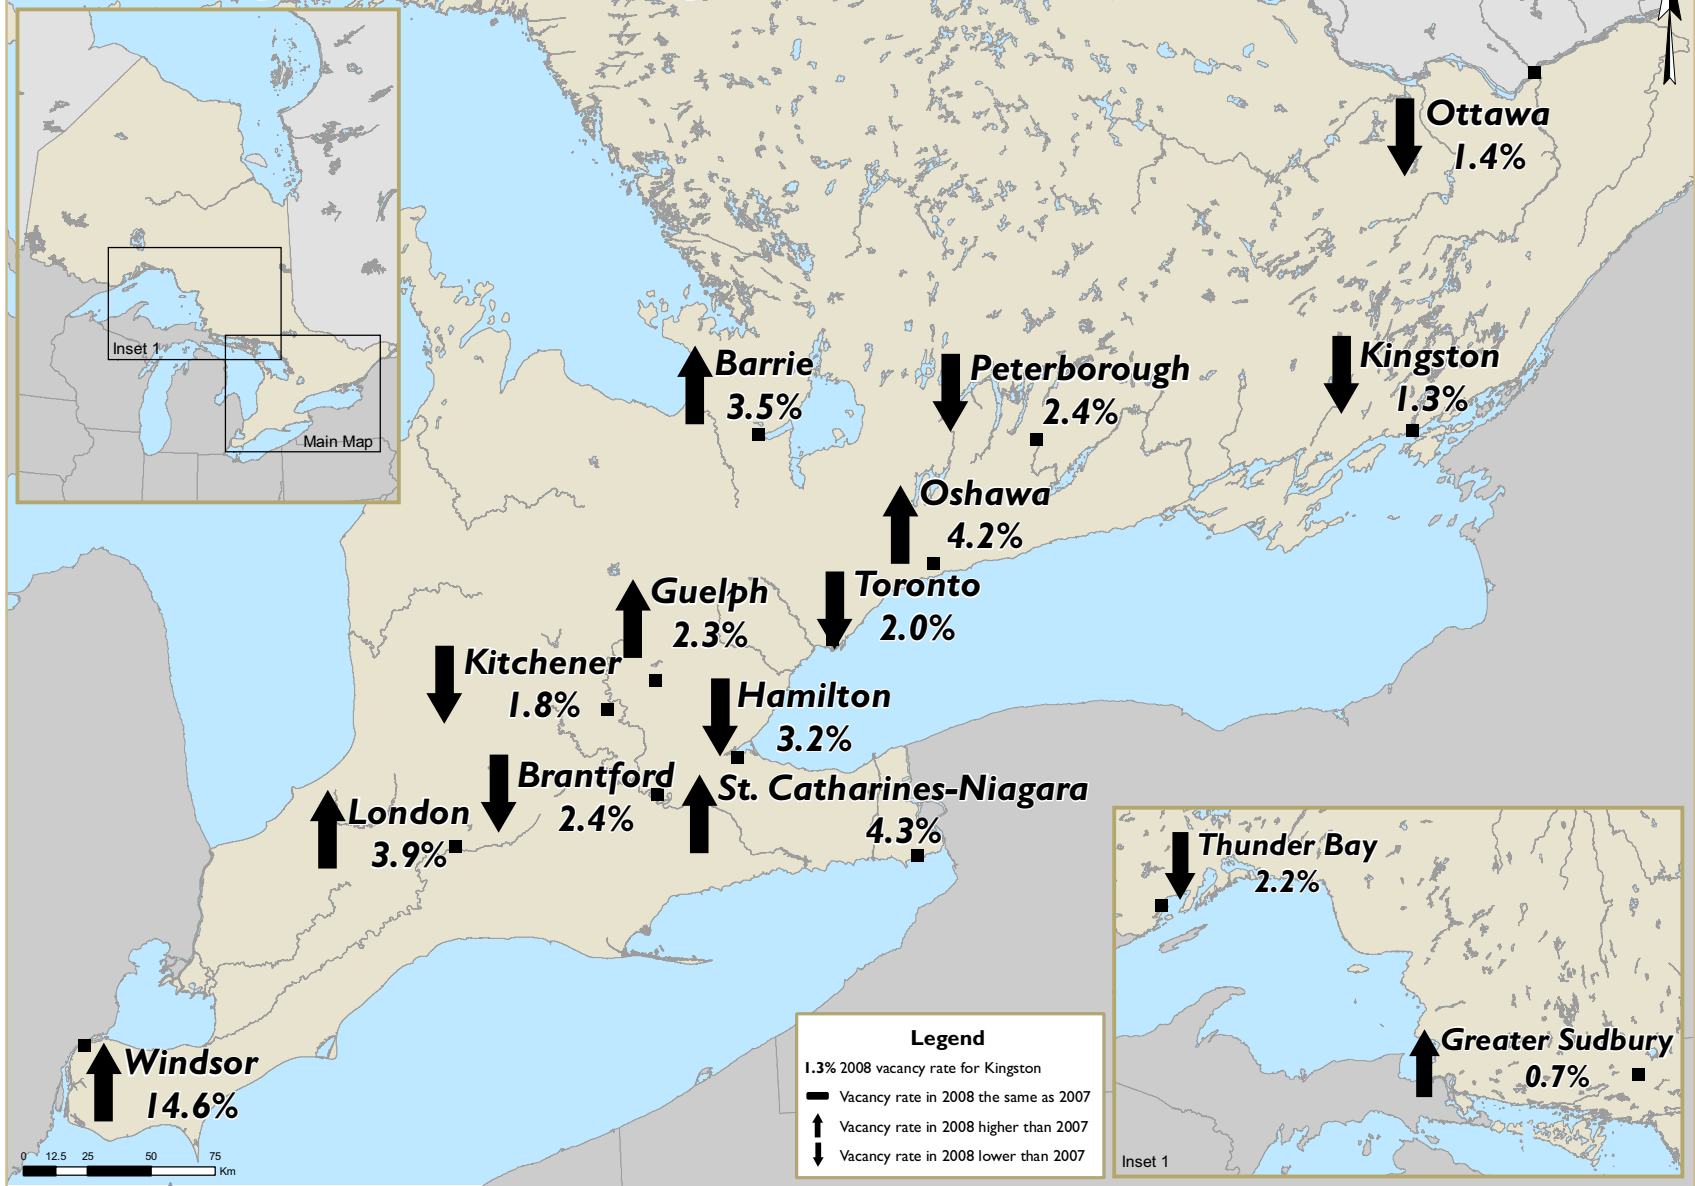 Ottawa
1.4%
Inset 1
Main Map
Barrie
3.5%
Peterborough
2.4%
Kingston
1.3%
Oshawa
4.2%
Guelph
2.3%
Toronto
2.0%
Kitchener
1.8%
Hamilton
3.2%
Brantford
2.4%
St. Catharines-Niagara
4.3%
London
3.9%
Thunder Bay
2.2%
Greater Sudbury
0.7%
Inset 1
Windsor
14.6%
0 12.5 25 50 75
Km
Legend
1.3% 2008 vacancy rate for Kingston
Vacancy rate in 2008 the same as 2007
Vacancy rate in 2008 higher than 2007
Vacancy rate in 2008 lower than 2007